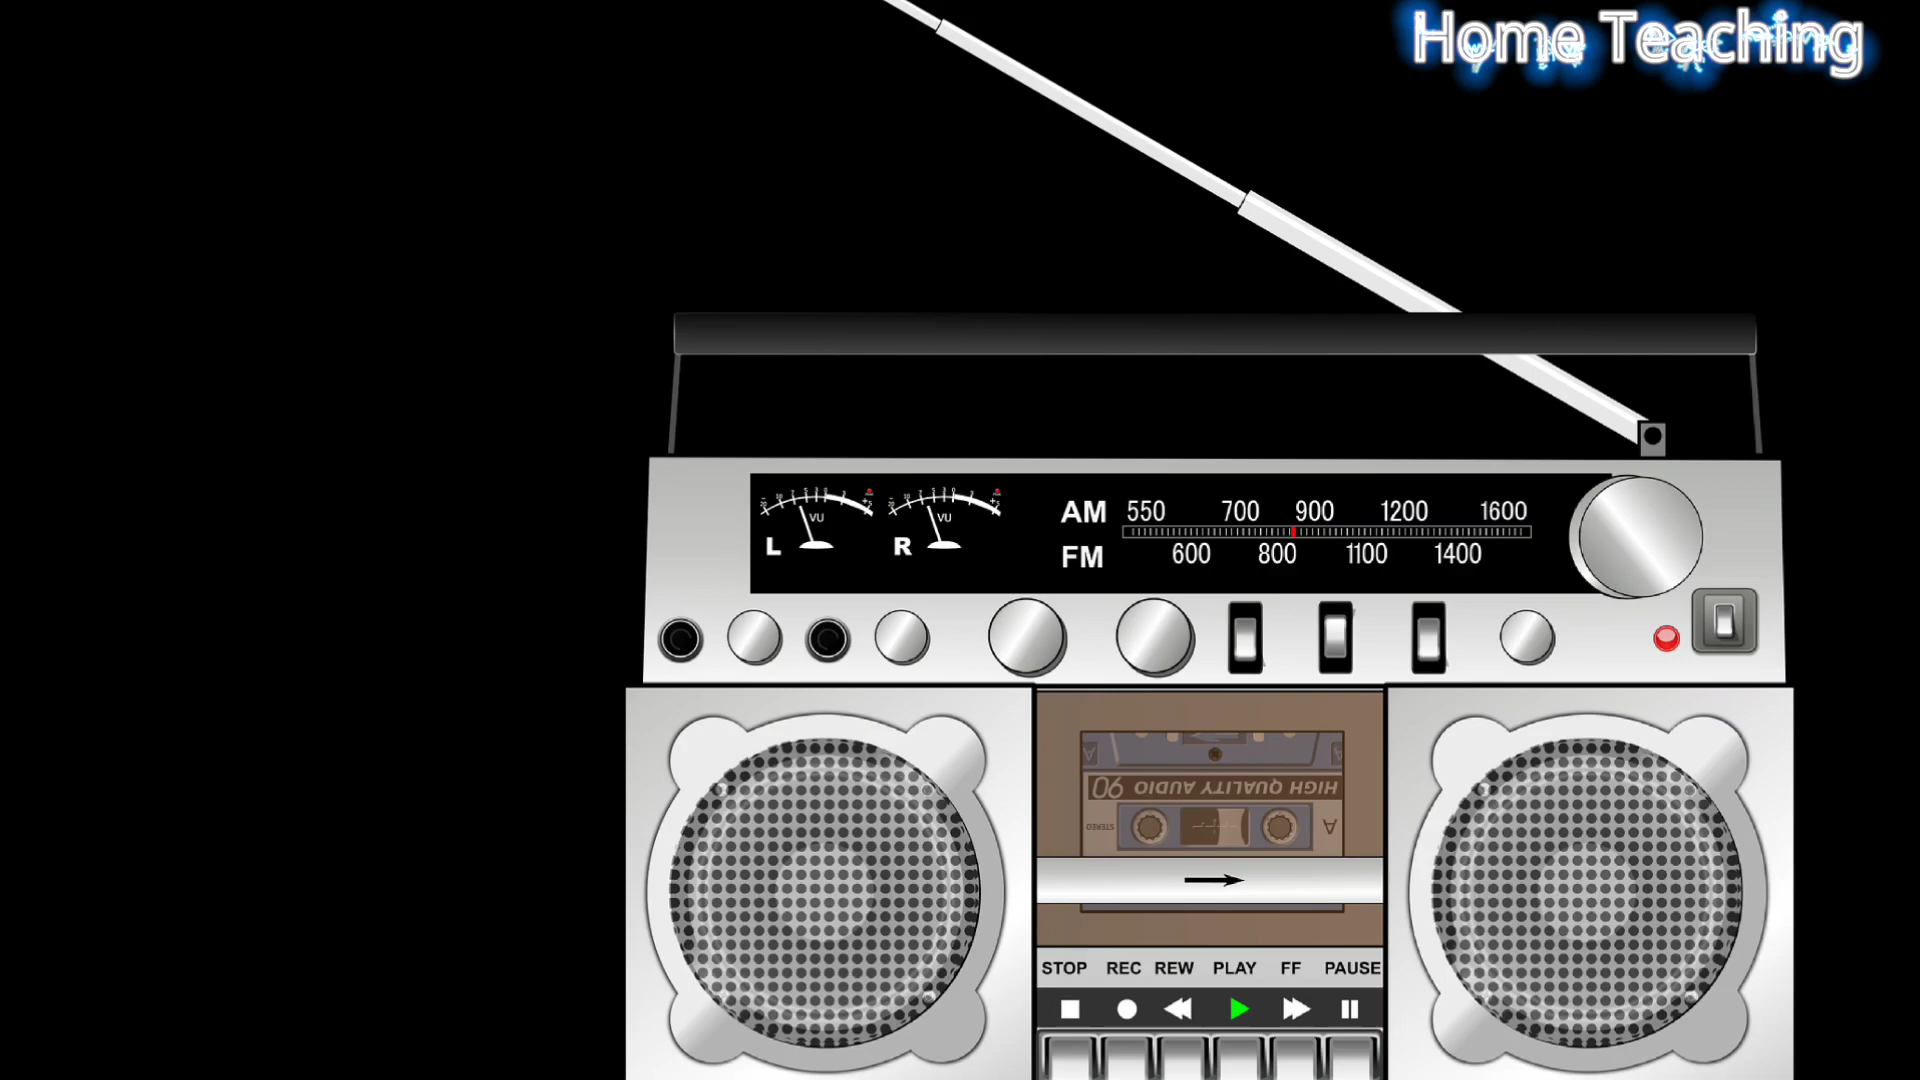 Home Teaching
VU VU
L R
AM 550 700 900 1200 1600
FM 600 800 1100 1400
A A
HIGH QUALITY AUDIO 90
STEREO A
STOP REC REW PLAY FF PAUSE